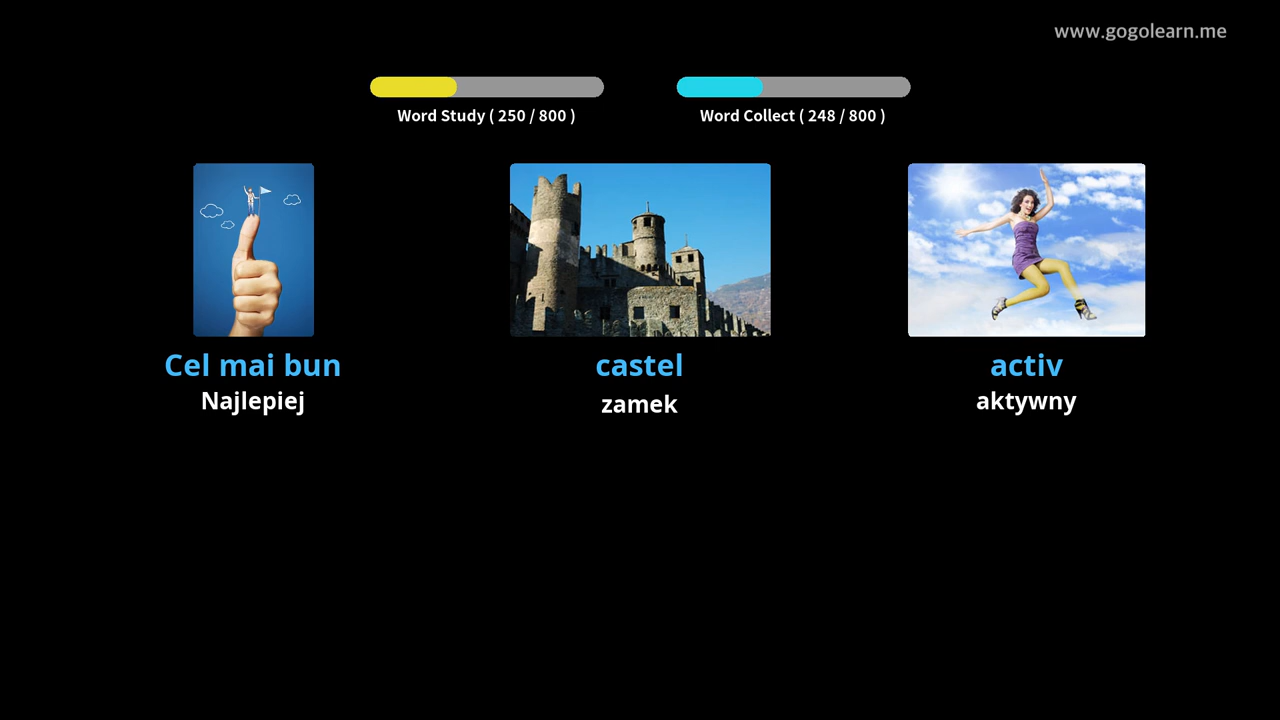 www.gogolearn.me
Word Study ( 250 / 800 )
Word Collect ( 248 / 800 )
Cel mai bun
Najlepiej
castel
zamek
activ
aktywny